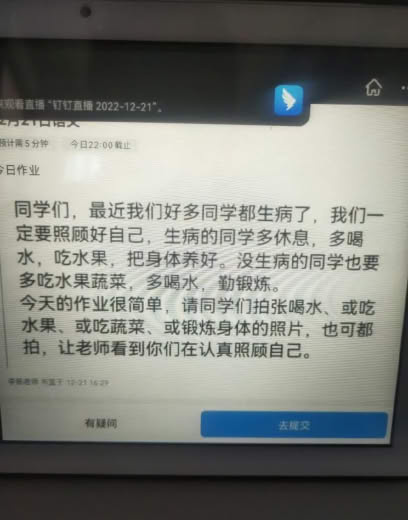 观看直播 “钉钉直播 2022-12-21”。
2月21日语文
预计需5分钟 今日22:00截止
今日作业
同学们，最近我们好多同学都生病了，我们一
定要照顾好自己，生病的同学多休息，多喝
水，吃水果，把身体养好。没生病的同学也要
多吃水果蔬菜，多喝水，勤锻炼。
今天的作业很简单，请同学们拍张喝水、或吃
水果、或吃蔬菜、或锻炼身体的照片，也可都
拍，让老师看到你们在认真照顾自己。
老师 布置于 12-21 16:29
有疑问 去提交